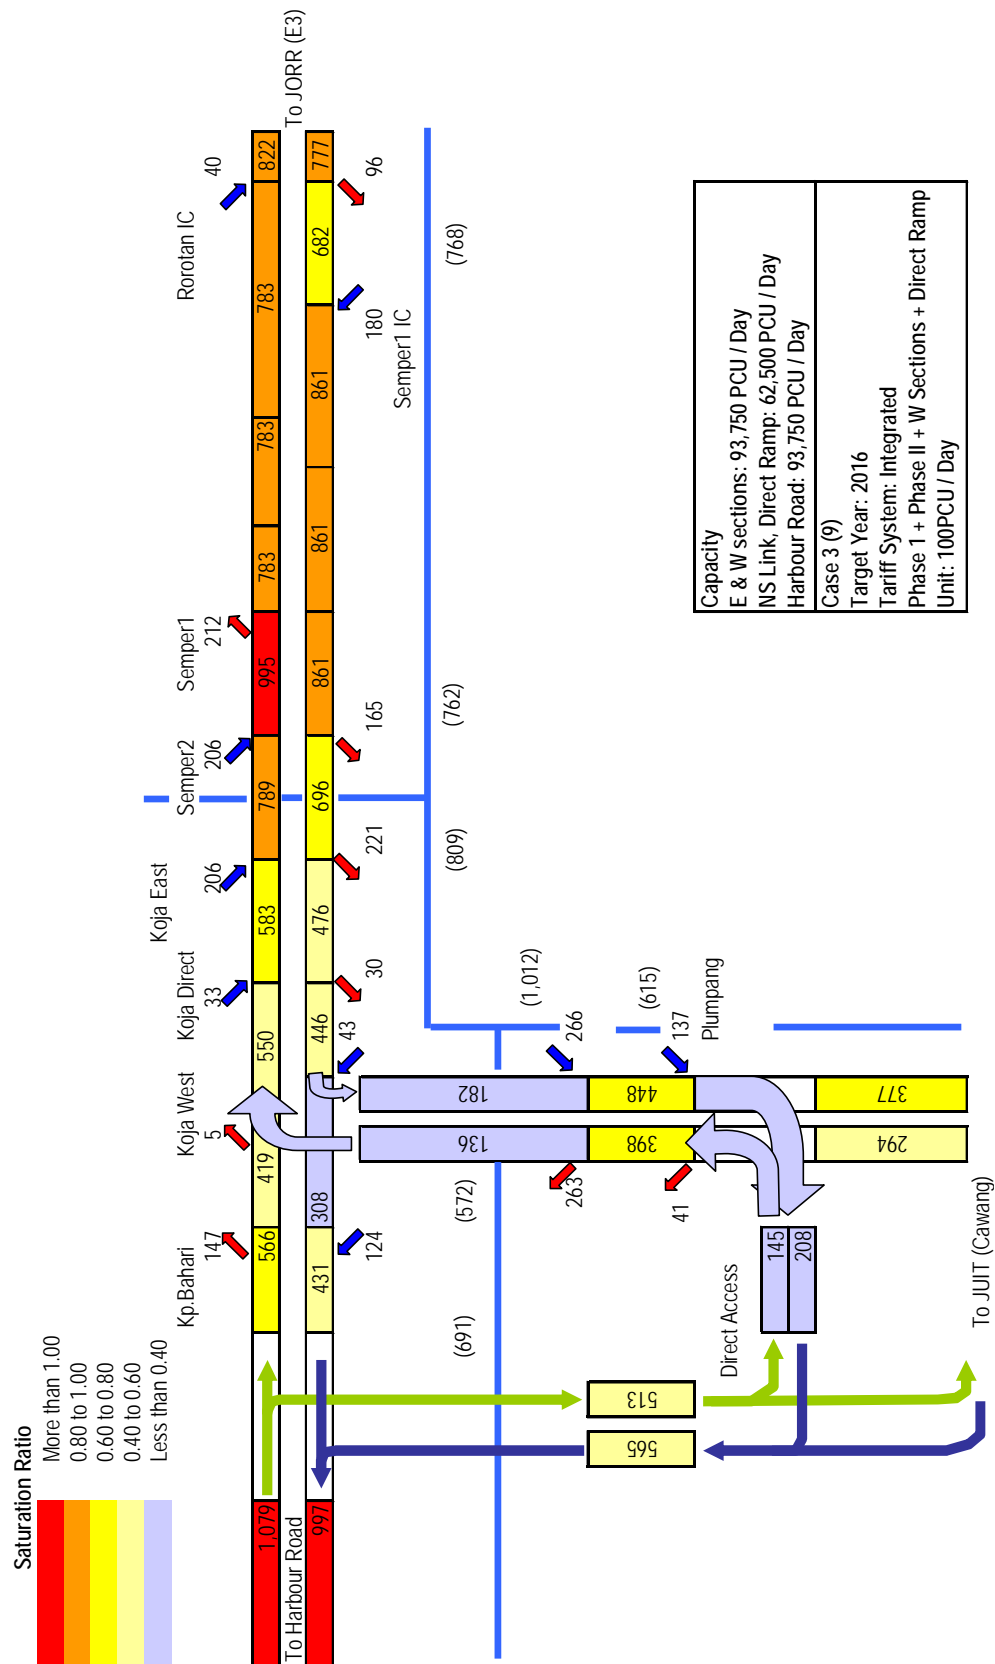 Saturation Ratio
More than 1.00
0.80 to 1.00
0.60 to 0.80
0.40 to 0.60
Less than 0.40
Kp.Bahari
Koja West
Koja Direct
Koja East
Semper2
Semper1
Rorotan IC
147
5
33
206
206
212
40
1,079
566
419
550
583
789
995
783
783
783
822
To Harbour Road
To JORR (E3)
997
431
308
446
476
696
861
861
861
682
777
124
43
30
221
165
180
96
Semper1 IC
(691)
(572)
(1,012)
(809)
(762)
(768)
(615)
136
182
263
266
398
448
41
137
Plumpang
294
377
513
565
Direct Access
145
208
To JUIT (Cawang)
Capacity
E & W sections: 93,750 PCU / Day
NS Link, Direct Ramp: 62,500 PCU / Day
Harbour Road: 93,750 PCU / Day
Case 3 (9)
Target Year: 2016
Tariff System: Integrated
Phase 1 + Phase II + W Sections + Direct Ramp
Unit: 100PCU / Day